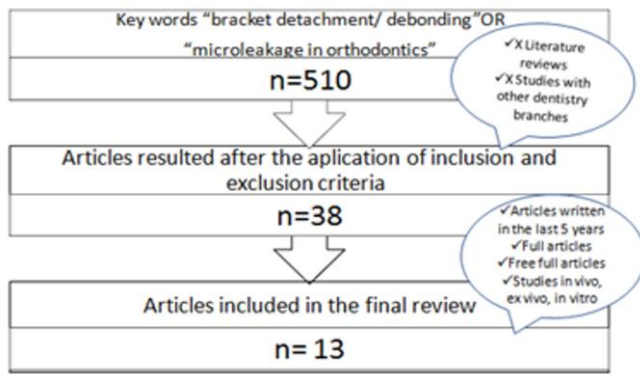 Key words “bracket detachment/ debonding”OR
“microleakage in orthodontics”
n=510
✓X Literature
reviews
✓X Studies with
other dentistry
branches
Articles resulted after the aplication of inclusion and
exclusion criteria
n=38
✓Articles written
in the last 5 years
✓Full articles
✓Free full articles
✓Studies in vivo,
ex vivo, in vitro
Articles included in the final review
n= 13